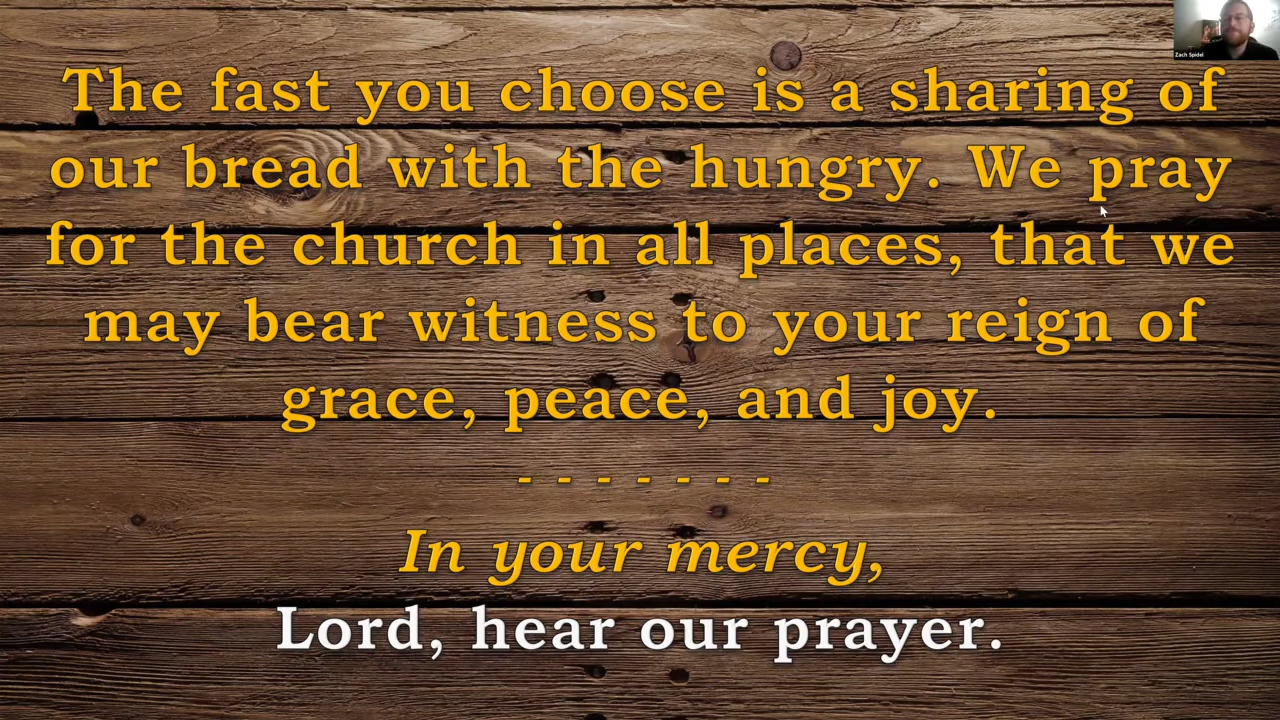 Zach Spidel
The fast you choose is a sharing of
our bread with the hungry. We pray
for the church in all places, that we
may bear witness to your reign of
grace, peace, and joy.
- - - - - - -
In your mercy,
Lord, hear our prayer.